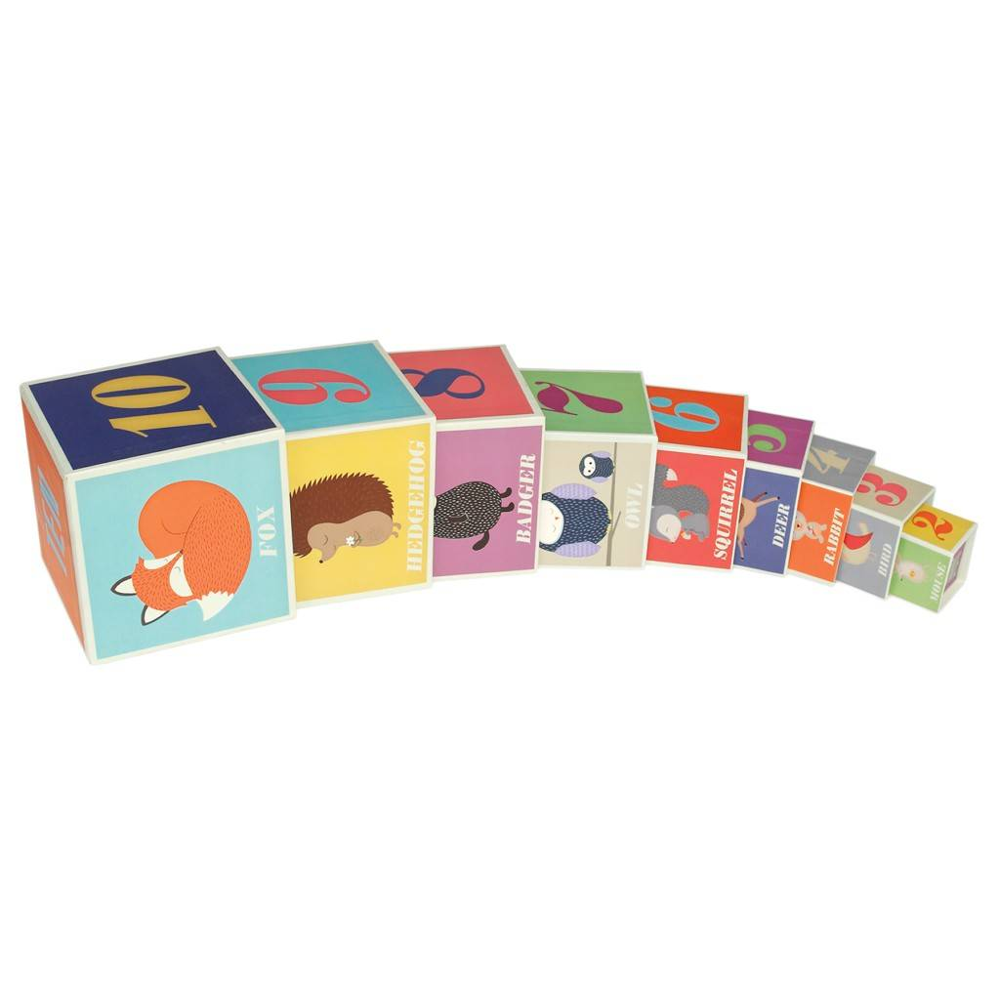 10
9
8
7
6
5
4
3
2
FOX
HEDGEHOG
BADGER
OWL
SQUIRREL
DEER
RABBIT
BIRD
MOUSE